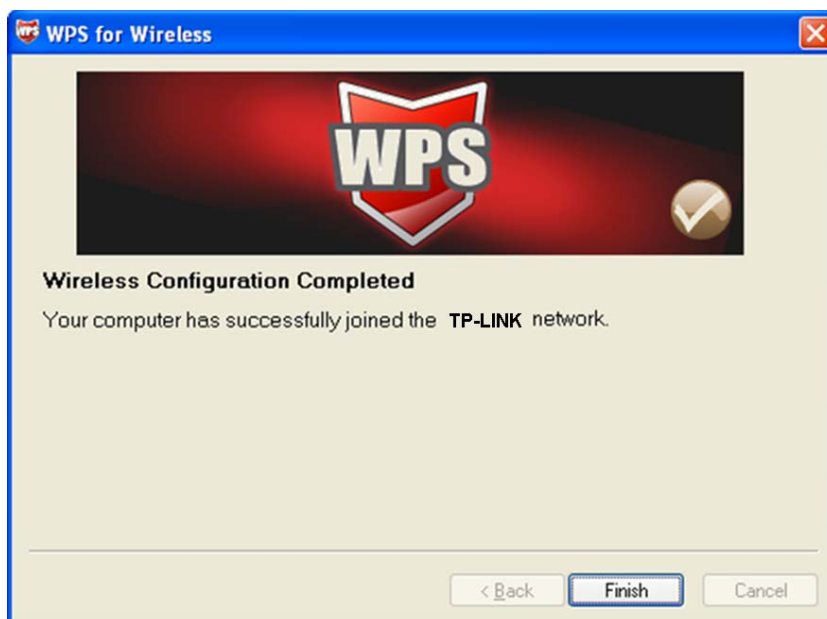 WPS for Wireless
WPS
Wireless Configuration Completed
Your computer has successfully joined the TP-LINK network.
< Back Finish Cancel